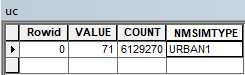 uc
Rowid VALUE COUNT NMSIMTYPE
0 71 6129270 URBAN1